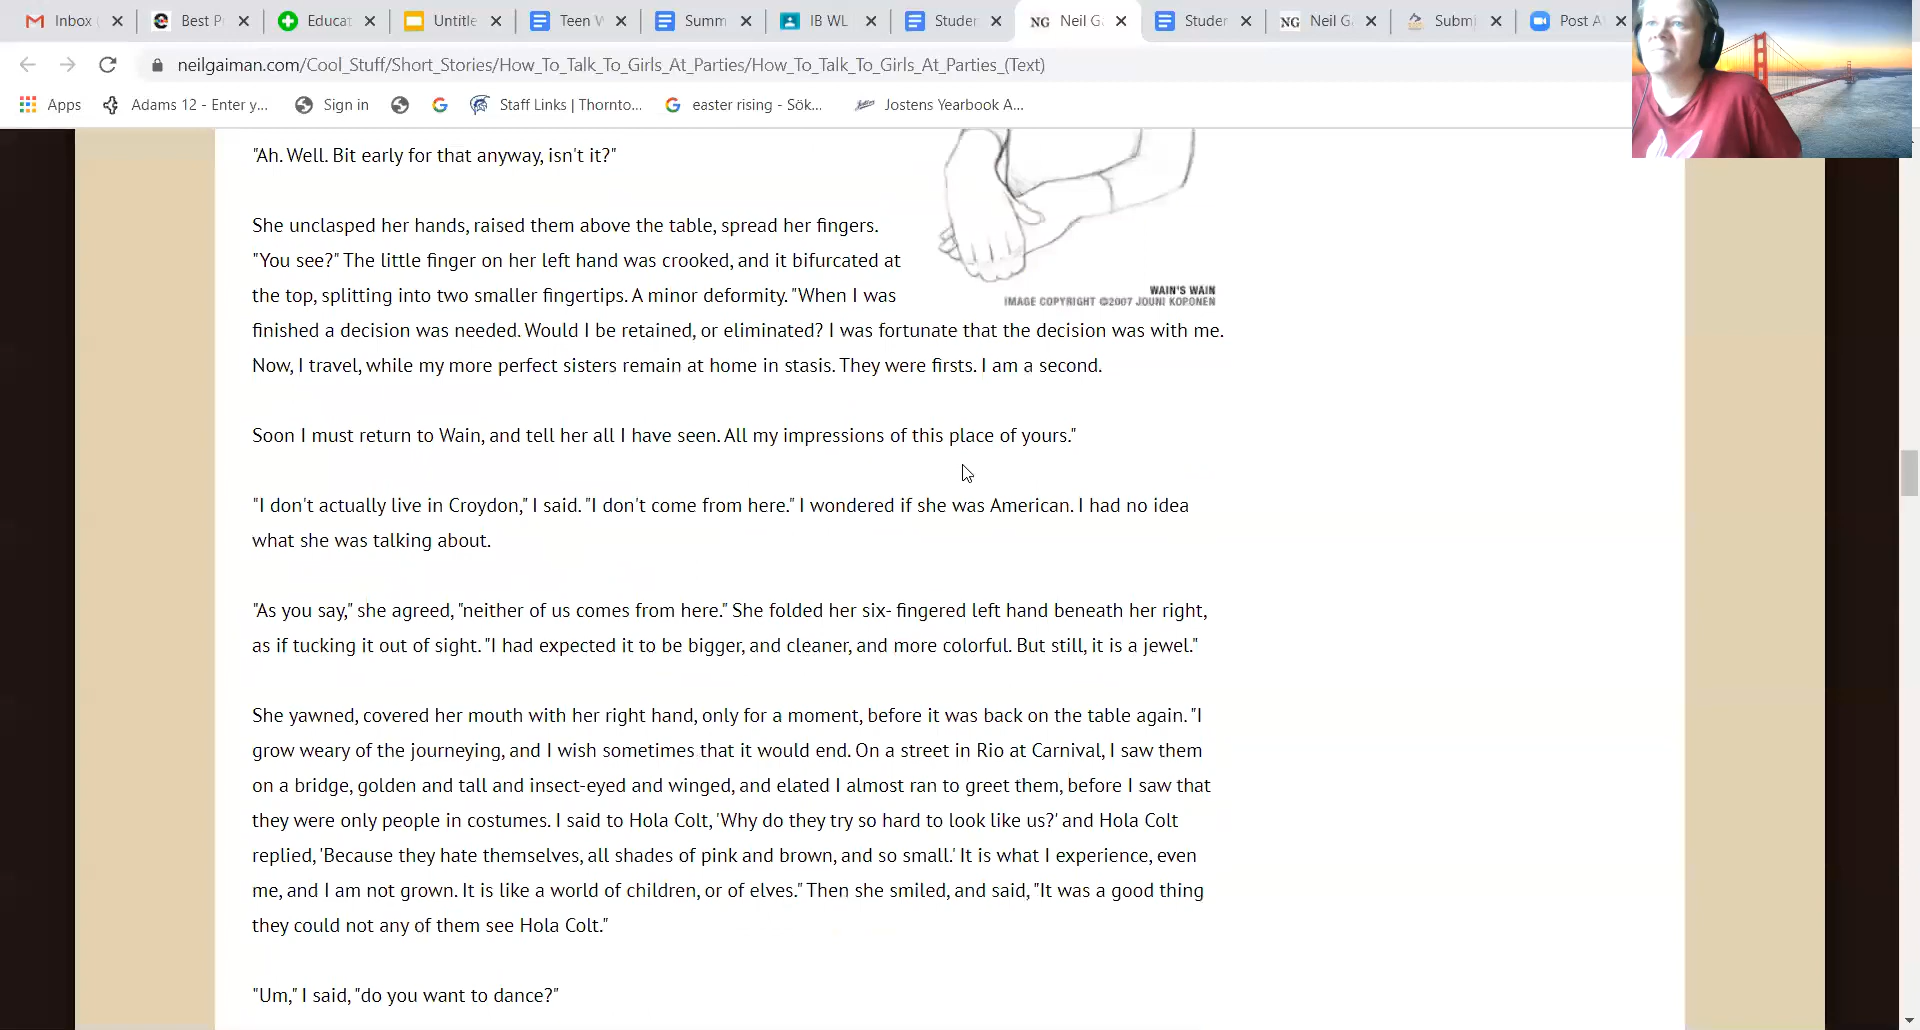 Inbox
Best P
Educat
Untitle
Teen W
Summ
IB WL
Studer
NG Neil G
Studer
NG Neil G
Submi
Post A
neilgaiman.com/Cool_Stuff/Short_Stories/How_To_Talk_To_Girls_At_Parties/How_To_Talk_To_Girls_At_Parties_(Text)
Apps
Adams 12 - Enter y...
Sign in
Staff Links | Thornto...
easter rising - Sök...
Jostens Yearbook A...
"Ah. Well. Bit early for that anyway, isn't it?"
She unclasped her hands, raised them above the table, spread her fingers.
"You see?" The little finger on her left hand was crooked, and it bifurcated at
the top, splitting into two smaller fingertips. A minor deformity. "When I was
WAIN'S WAIN
IMAGE COPYRIGHT ©2007 JOUNI KOPONEN
finished a decision was needed. Would I be retained, or eliminated? I was fortunate that the decision was with me.
Now, I travel, while my more perfect sisters remain at home in stasis. They were firsts. I am a second.
Soon I must return to Wain, and tell her all I have seen. All my impressions of this place of yours."
"I don't actually live in Croydon," I said. "I don't come from here." I wondered if she was American. I had no idea
what she was talking about.
"As you say," she agreed, "neither of us comes from here." She folded her six- fingered left hand beneath her right,
as if tucking it out of sight. "I had expected it to be bigger, and cleaner, and more colorful. But still, it is a jewel."
She yawned, covered her mouth with her right hand, only for a moment, before it was back on the table again. "I
grow weary of the journeying, and I wish sometimes that it would end. On a street in Rio at Carnival, I saw them
on a bridge, golden and tall and insect-eyed and winged, and elated I almost ran to greet them, before I saw that
they were only people in costumes. I said to Hola Colt, 'Why do they try so hard to look like us?' and Hola Colt
replied, 'Because they hate themselves, all shades of pink and brown, and so small.' It is what I experience, even
me, and I am not grown. It is like a world of children, or of elves." Then she smiled, and said, "It was a good thing
they could not any of them see Hola Colt."
"Um," I said, "do you want to dance?"